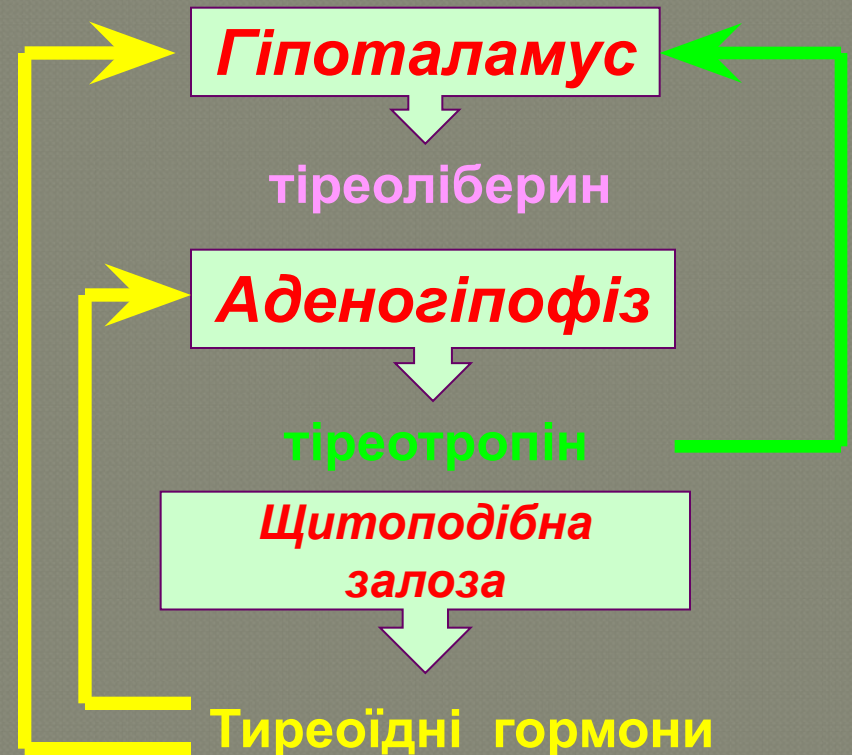 Гіпоталамус
тіреоліберин
Аденогіпофіз
тіреотропін
Щитоподібна
залоза
Тиреоїдні гормони